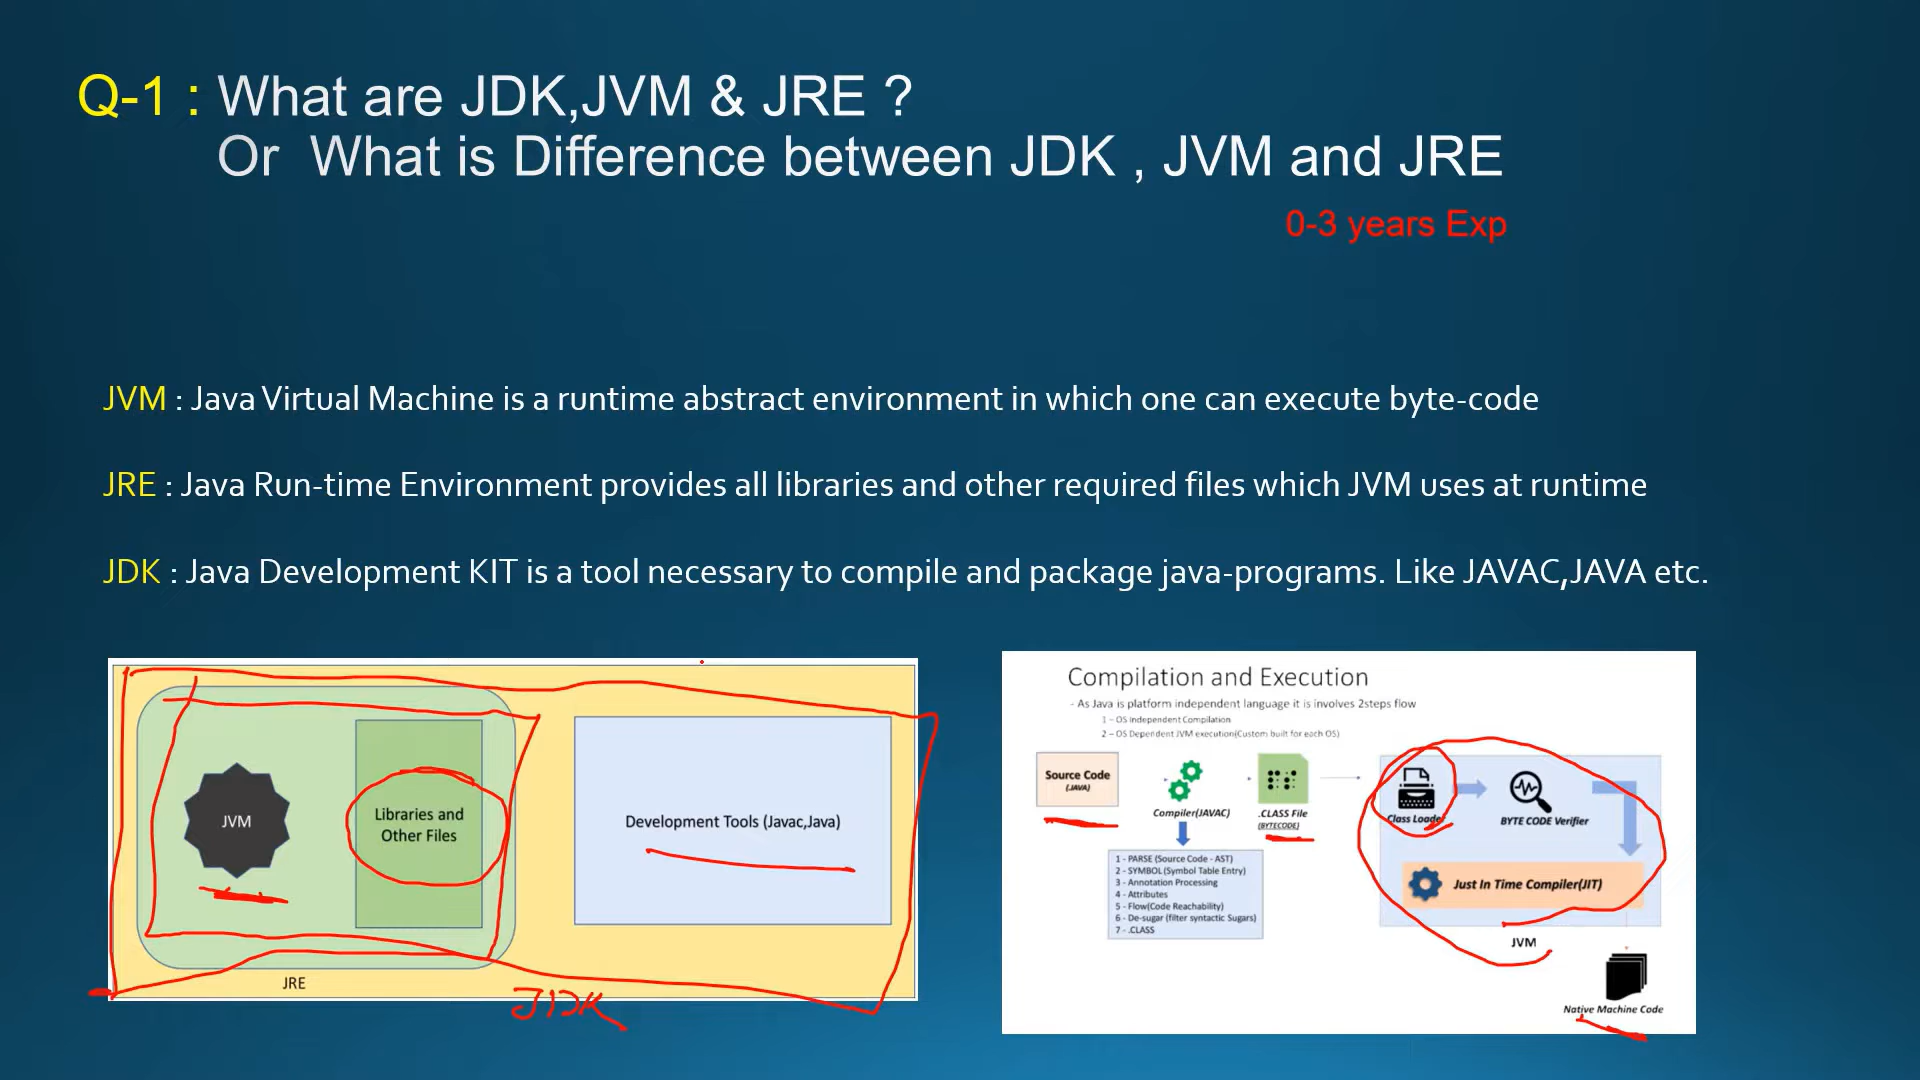 Q-1 : What are JDK,JVM & JRE ?
Or What is Difference between JDK , JVM and JRE
0-3 years Exp
JVM : Java Virtual Machine is a runtime abstract environment in which one can execute byte-code
JRE : Java Run-time Environment provides all libraries and other required files which JVM uses at runtime
JDK : Java Development KIT is a tool necessary to compile and package java-programs. Like JAVAC,JAVA etc.
JVM
Libraries and
Other Files
Development Tools (Javac,Java)
JRE
JDK
Compilation and Execution
- As Java is platform independent language it is involves 2steps flow
1 – OS Independent Compilation
2 – OS Dependent JVM execution(Custom built for each OS)
Source Code
(.JAVA)
Compiler(JAVAC)
.CLASS File
(BYTECODE)
Class Loader
BYTE CODE Verifier
1 - PARSE (Source Code - AST)
2 - SYMBOL (Symbol Table Entry)
3 - Annotation Processing
4 - Attributes
5 - Flow(Code Reachability)
6 - De-sugar (filter syntactic Sugars)
7 - .CLASS
Just In Time Compiler(JIT)
JVM
Native Machine Code